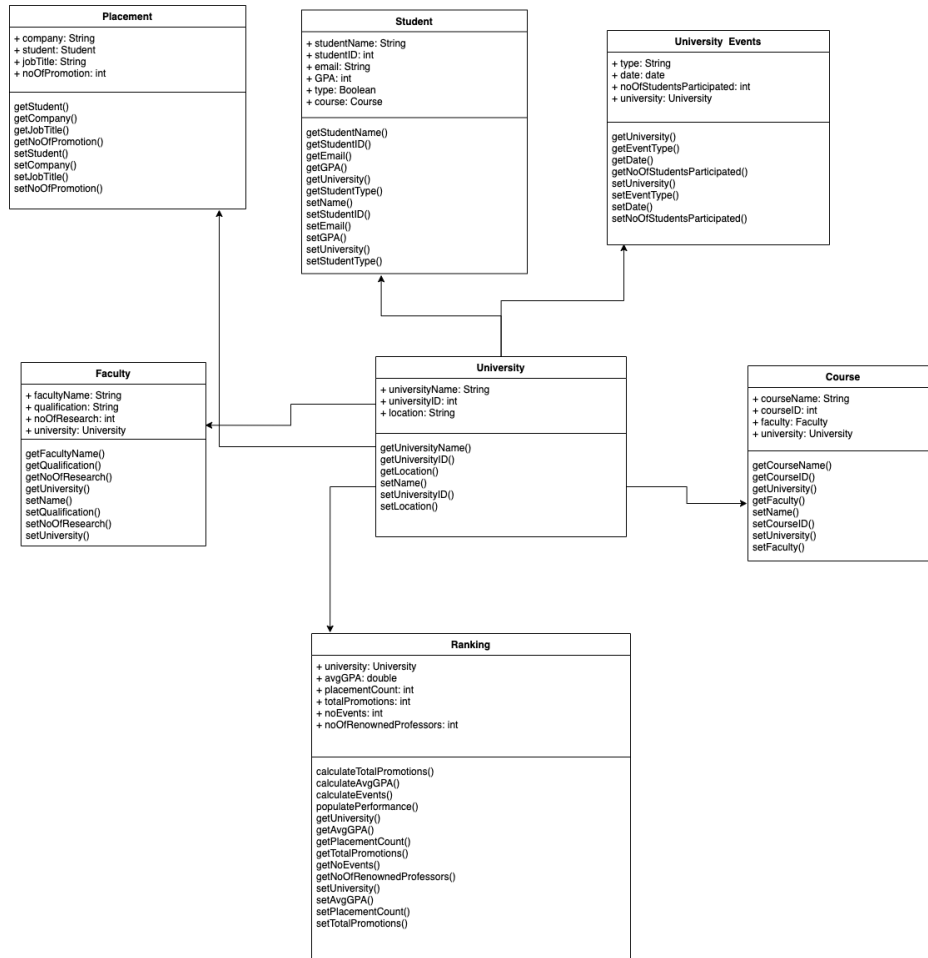 Placement
+ company: String
+ student: Student
+ jobTitle: String
+ noOfPromotion: int
getStudent()
getCompany()
getJobTitle()
getNoOfPromotion()
setStudent()
setCompany()
setJobTitle()
setNoOfPromotion()
Student
+ studentName: String
+ studentID: int
+ email: String
+ GPA: int
+ type: Boolean
+ course: Course
getStudentName()
getStudentID()
getEmail()
getGPA()
getUniversity()
getStudentType()
setName()
setStudentID()
setEmail()
setGPA()
setUniversity()
setStudentType()
University Events
+ type: String
+ date: date
+ noOfStudentsParticipated: int
+ university: University
getUniversity()
getEventType()
getDate()
getNoOfStudentsParticipated()
setUniversity()
setEventType()
setDate()
setNoOfStudentsParticipated()
Faculty
+ facultyName: String
+ qualification: String
+ noOfResearch: int
+ university: University
getFacultyName()
getQualification()
getNoOfResearch()
getUniversity()
setName()
setQualification()
setNoOfResearch()
setUniversity()
University
+ universityName: String
+ universityID: int
+ location: String
getUniversityName()
getUniversityID()
getLocation()
setName()
setUniversityID()
setLocation()
Course
+ courseName: String
+ courseID: int
+ faculty: Faculty
+ university: University
getCourseName()
getCourseID()
getUniversity()
getFaculty()
setName()
setCourseID()
setUniversity()
setFaculty()
Ranking
+ university: University
+ avgGPA: double
+ placementCount: int
+ totalPromotions: int
+ noEvents: int
+ noOfRenownedProfessors: int
calculateTotalPromotions()
calculateAvgGPA()
calculateEvents()
populatePerformance()
getUniversity()
getAvgGPA()
getPlacementCount()
getTotalPromotions()
getNoEvents()
getNoOfRenownedProfessors()
setUniversity()
setAvgGPA()
setPlacementCount()
setTotalPromotions()